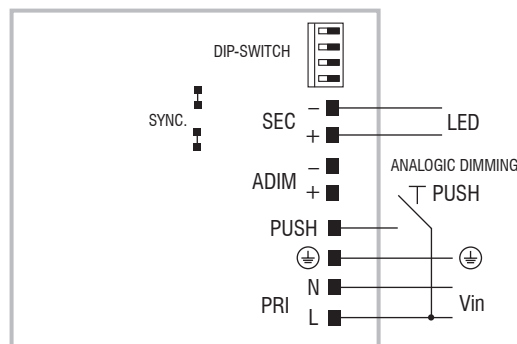 DIP-SWITCH
SYNC.
SEC
–
+
LED
ADIM
–
+
ANALOGIC DIMMING
PUSH
PUSH
N
PRI
L
Vin